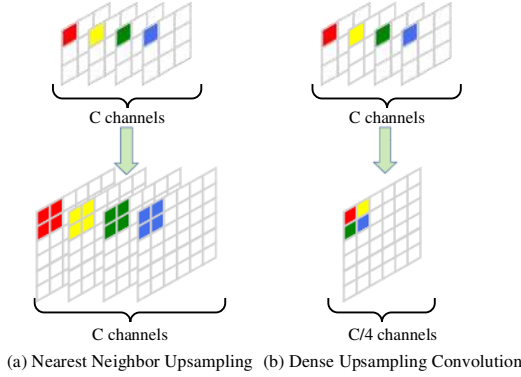 C channels
C channels
C channels
C/4 channels
(a) Nearest Neighbor Upsampling
(b) Dense Upsampling Convolution